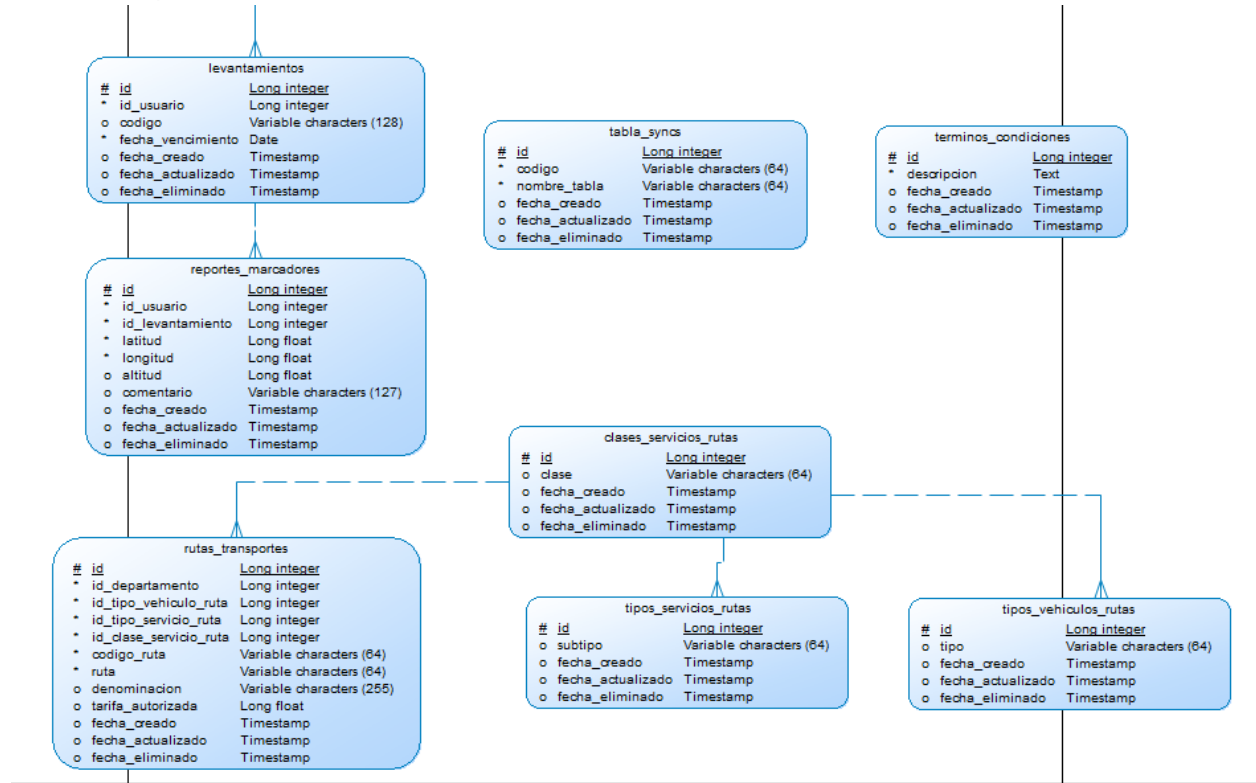 levantamientos
# id Long integer
* id_usuario Long integer
o codigo Variable characters (128)
* fecha_vencimiento Date
o fecha_creado Timestamp
o fecha_actualizado Timestamp
o fecha_eliminado Timestamp
tabla_syncs
# id Long integer
* codigo Variable characters (64)
* nombre_tabla Variable characters (64)
o fecha_creado Timestamp
o fecha_actualizado Timestamp
o fecha_eliminado Timestamp
terminos_condiciones
# id Long integer
* descripcion Text
o fecha_creado Timestamp
o fecha_actualizado Timestamp
o fecha_eliminado Timestamp
reportes_marcadores
# id Long integer
* id_usuario Long integer
* id_levantamiento Long integer
* latitud Long float
* longitud Long float
o altitud Long float
o comentario Variable characters (127)
o fecha_creado Timestamp
o fecha_actualizado Timestamp
o fecha_eliminado Timestamp
clases_servicios_rutas
# id Long integer
o clase Variable characters (64)
o fecha_creado Timestamp
o fecha_actualizado Timestamp
o fecha_eliminado Timestamp
rutas_transportes
# id Long integer
* id_departamento Long integer
* id_tipo_vehiculo_ruta Long integer
* id_tipo_servicio_ruta Long integer
* id_clase_servicio_ruta Long integer
* codigo_ruta Variable characters (64)
* ruta Variable characters (64)
o denominacion Variable characters (255)
o tarifa_autorizada Long float
o fecha_creado Timestamp
o fecha_actualizado Timestamp
o fecha_eliminado Timestamp
tipos_servicios_rutas
# id Long integer
o subtipo Variable characters (64)
o fecha_creado Timestamp
o fecha_actualizado Timestamp
o fecha_eliminado Timestamp
tipos_vehiculos_rutas
# id Long integer
o tipo Variable characters (64)
o fecha_creado Timestamp
o fecha_actualizado Timestamp
o fecha_eliminado Timestamp